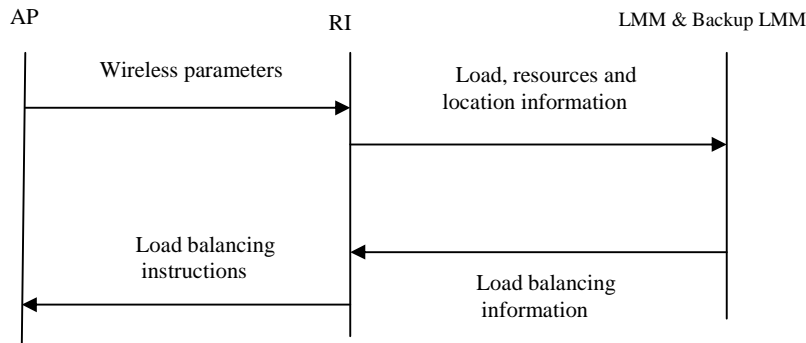 AP
RI
LMM & Backup LMM
Wireless parameters
Load, resources and
location information
Load balancing
instructions
Load balancing
information